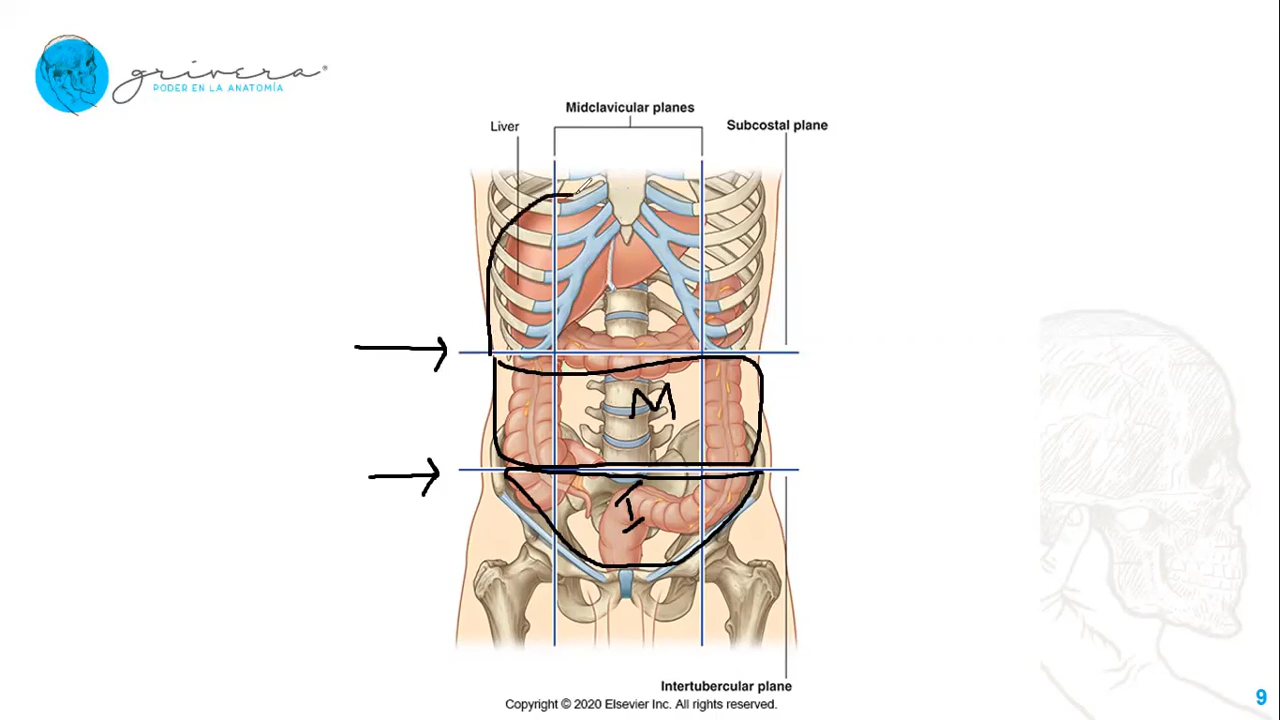 grivera®
PODER EN LA ANATOMÍA
Midclavicular planes
Liver
Subcostal plane
M
I
Intertubercular plane
Copyright © 2020 Elsevier Inc. All rights reserved.
9